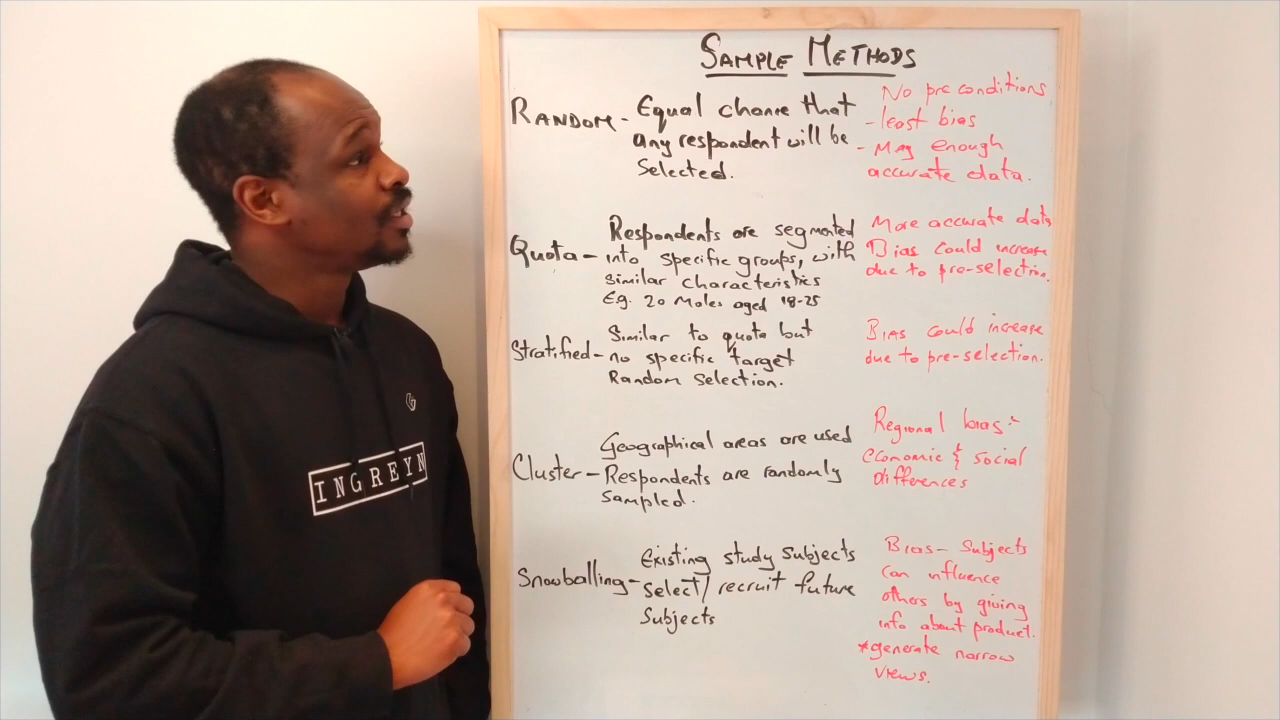 INGREYN
SAMPLE METHODS
RANDOM - Equal chance that
any respondent will be
Selected.
No pre conditions
- least bias
- May enough
accurate data.
Quota - Respondents are segmented
into specific groups, with
similar characteristics
Eg. 20 Males aged 18-25
More accurate data
Bias could increase
due to pre-selection.
Stratified - Similar to quota but
no specific target
Random Selection.
Bias could increase
due to pre-selection.
Cluster - Geographical areas are used
Respondents are randomly
Sampled.
Regional bias:-
economic & social
differences
Snowballing - Existing study subjects
select/recruit future
Subjects
Bias - Subjects
can influence
others by giving
info about product.
*generate narrow
views.